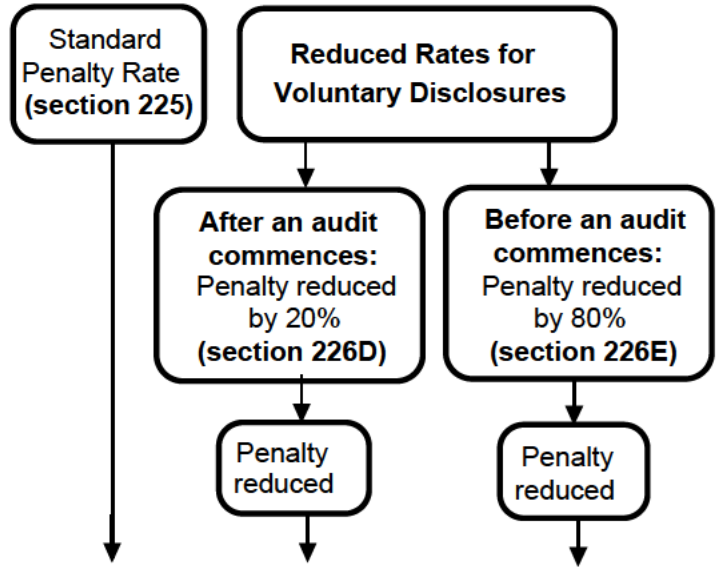 Standard
Penalty Rate
(section 225)
Reduced Rates for
Voluntary Disclosures
After an audit
commences:
Penalty reduced
by 20%
(section 226D)
Before an audit
commences:
Penalty reduced
by 80%
(section 226E)
Penalty
reduced
Penalty
reduced